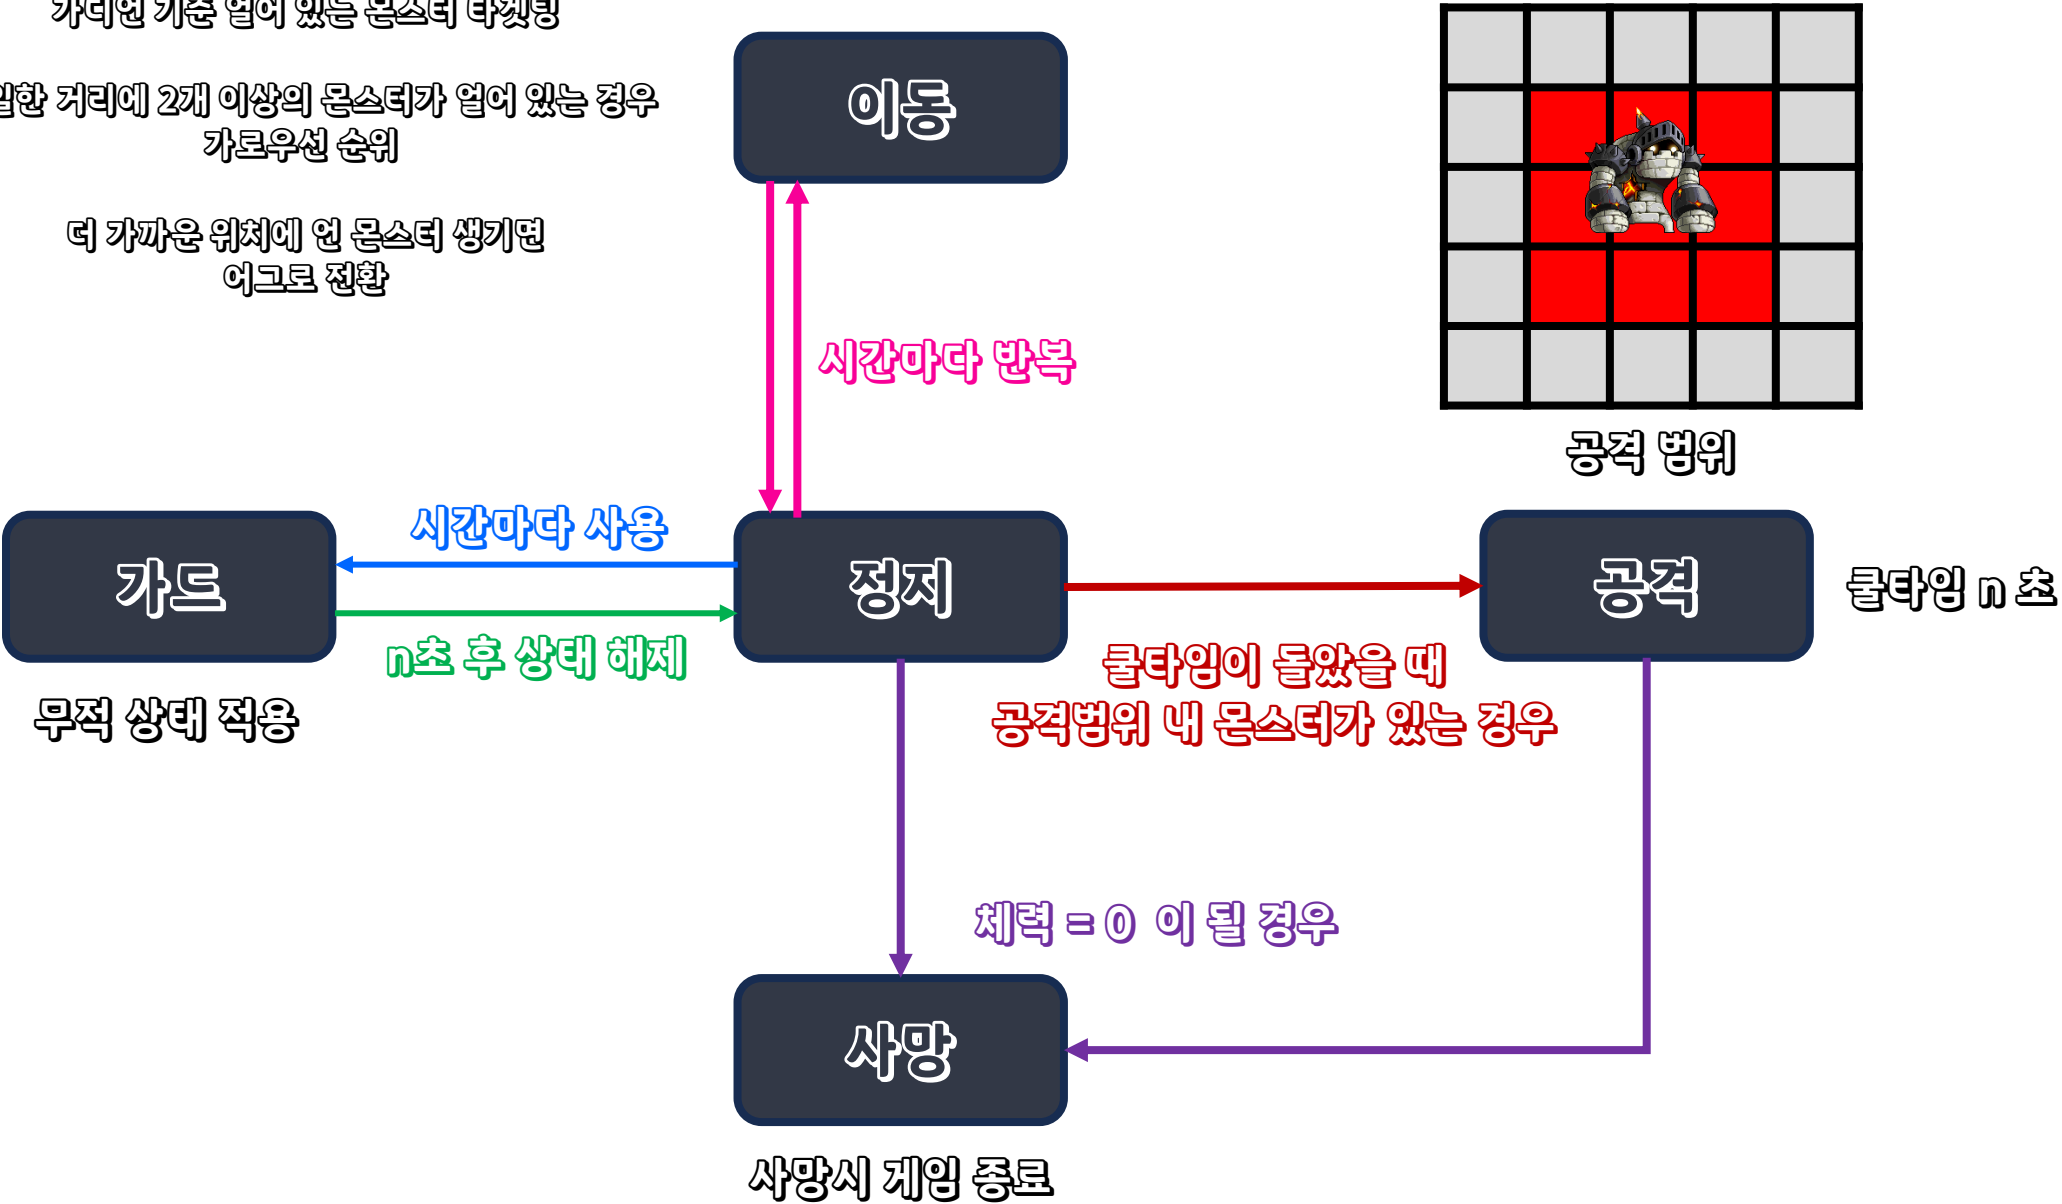 가디언 기준 얼어 있는 몬스터 타겟팅
일한 거리에 2개 이상의 몬스터가 얼어 있는 경우
가로우선 순위
더 가까운 위치에 언 몬스터 생기면
어그로 전환
이동
시간마다 반복
공격 범위
가드
시간마다 사용
n초 후 상태 해제
무적 상태 적용
정지
쿨타임이 돌았을 때
공격범위 내 몬스터가 있는 경우
공격
쿨타임 n 초
체력 = 0 이 될 경우
사망
사망시 게임 종료